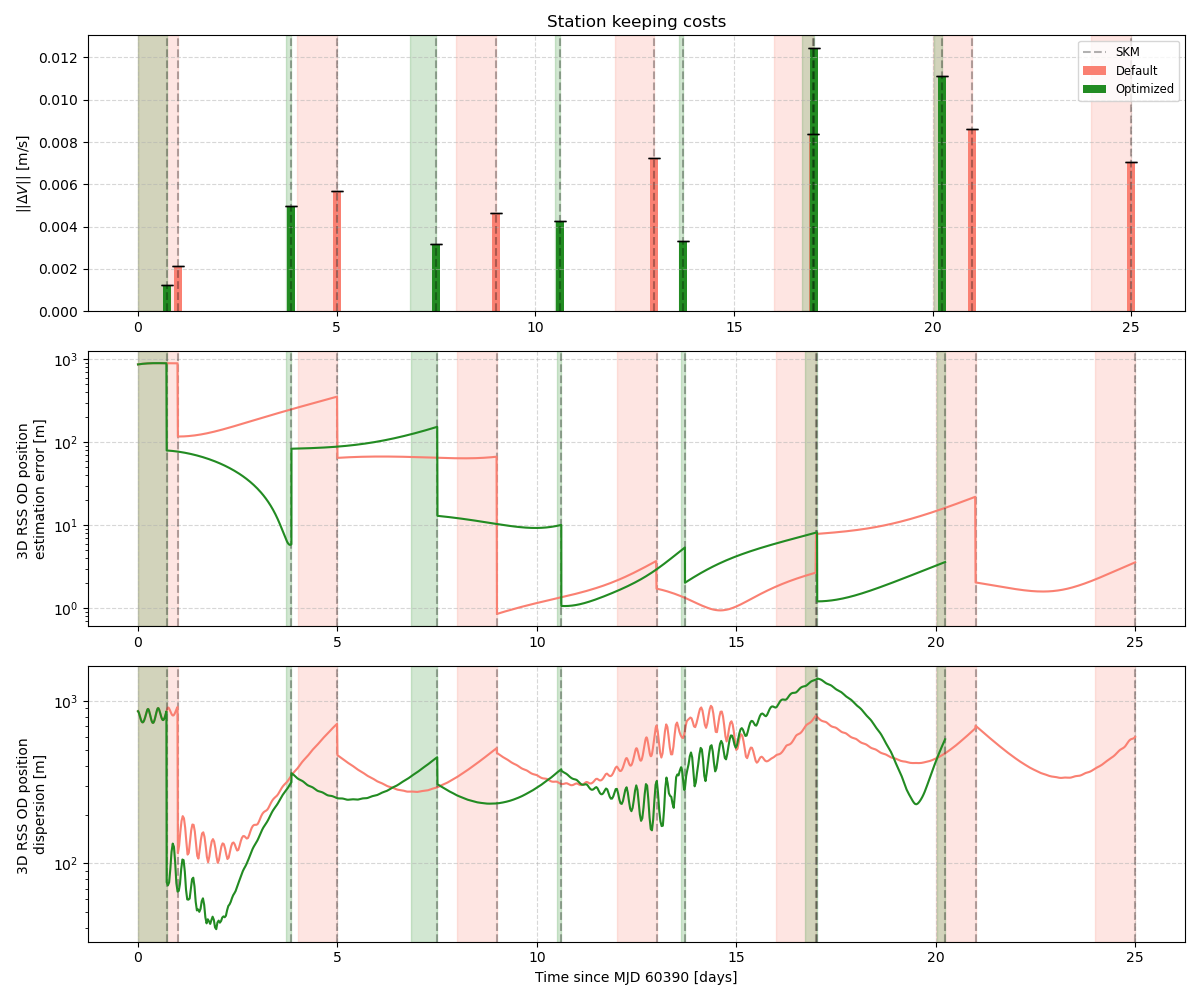 Station keeping costs
||ΔV|| [m/s]
0.012
0.010
0.008
0.006
0.004
0.002
0.000
SKM
Default
Optimized
0 5 10 15 20 25
3D RSS OD position
estimation error [m]
10³
10²
10¹
10⁰
0 5 10 15 20 25
3D RSS OD position
dispersion [m]
10³
10²
0 5 10 15 20 25
Time since MJD 60390 [days]